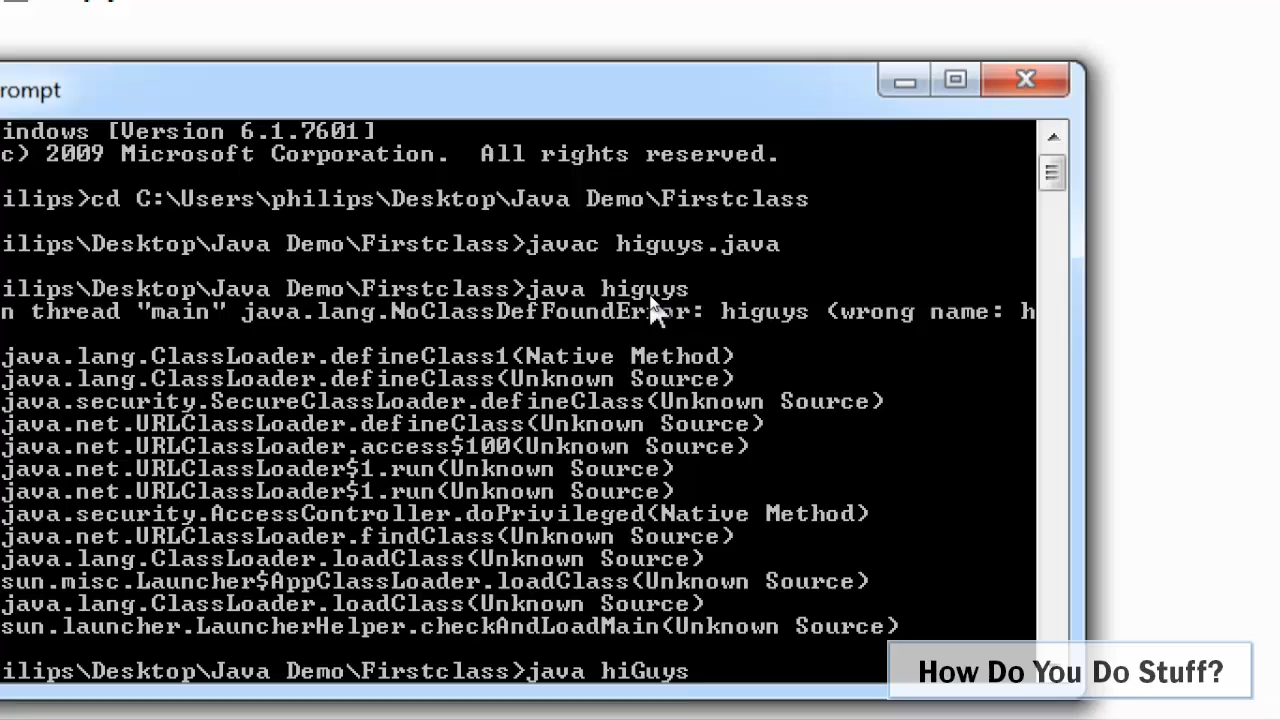 rompt
indows [Version 6.1.7601]
c) 2009 Microsoft Corporation.  All rights reserved.
ilips>cd C:\Users\philips\Desktop\Java Demo\Firstclass
ilips\Desktop\Java Demo\Firstclass>javac higuys.java
ilips\Desktop\Java Demo\Firstclass>java higuys
n thread "main" java.lang.NoClassDefFoundError: higuys (wrong name: h
java.lang.ClassLoader.defineClass1(Native Method)
java.lang.ClassLoader.defineClass(Unknown Source)
java.security.SecureClassLoader.defineClass(Unknown Source)
java.net.URLClassLoader.defineClass(Unknown Source)
java.net.URLClassLoader.access$100(Unknown Source)
java.net.URLClassLoader$1.run(Unknown Source)
java.net.URLClassLoader$1.run(Unknown Source)
java.security.AccessController.doPrivileged(Native Method)
java.net.URLClassLoader.findClass(Unknown Source)
java.lang.ClassLoader.loadClass(Unknown Source)
sun.misc.Launcher$AppClassLoader.loadClass(Unknown Source)
java.lang.ClassLoader.loadClass(Unknown Source)
sun.launcher.LauncherHelper.checkAndLoadMain(Unknown Source)
ilips\Desktop\Java Demo\Firstclass>java hiGuys
How Do You Do Stuff?